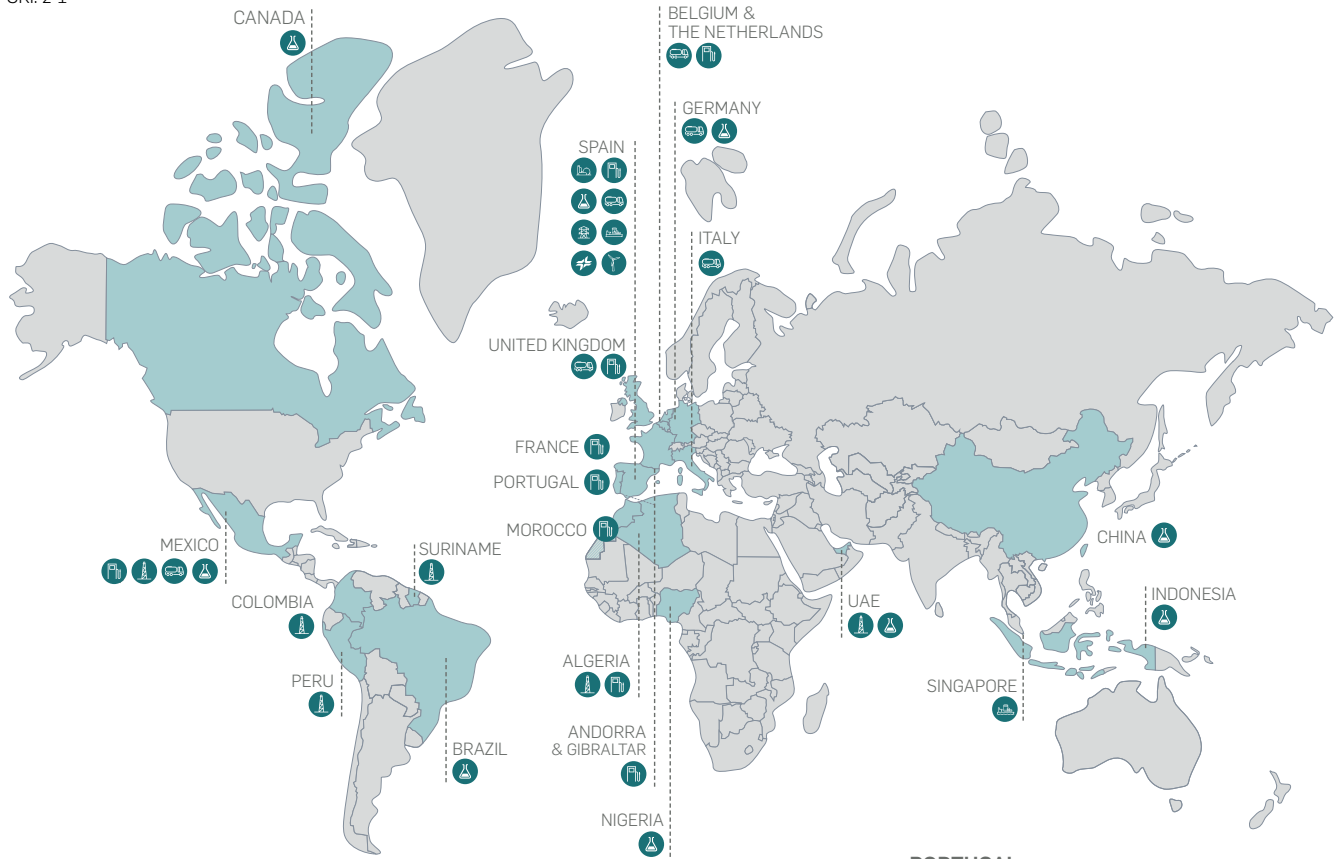 CANADA
BELGIUM &
THE NETHERLANDS
GERMANY
SPAIN
ITALY
UNITED KINGDOM
FRANCE
PORTUGAL
MOROCCO
CHINA
MEXICO
SURINAME
COLOMBIA
UAE
INDONESIA
ALGERIA
PERU
SINGAPORE
ANDORRA
& GIBRALTAR
BRAZIL
NIGERIA